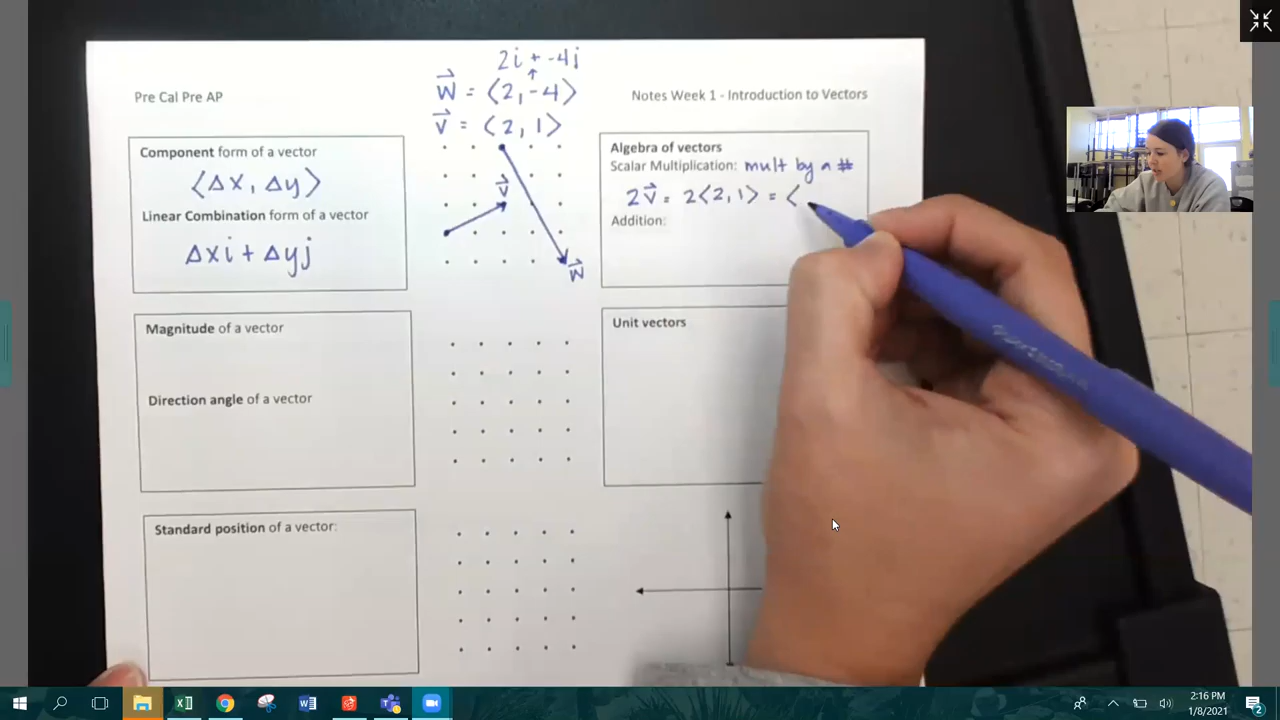 2i + -4j
↑
Pre Cal Pre AP
w⃗ = ⟨2, -4⟩
Notes Week 1 - Introduction to Vectors
v⃗ = ⟨2, 1⟩
Component form of a vector
⟨Δx, Δy⟩
Linear Combination form of a vector
Δxi + Δyj
v⃗
w⃗
Algebra of vectors
Scalar Multiplication: mult by a #
2v⃗ = 2⟨2, 1⟩ = ⟨
Addition:
Magnitude of a vector
Direction angle of a vector
Unit vectors
Standard position of a vector:
2:16 PM
1/8/2021
2